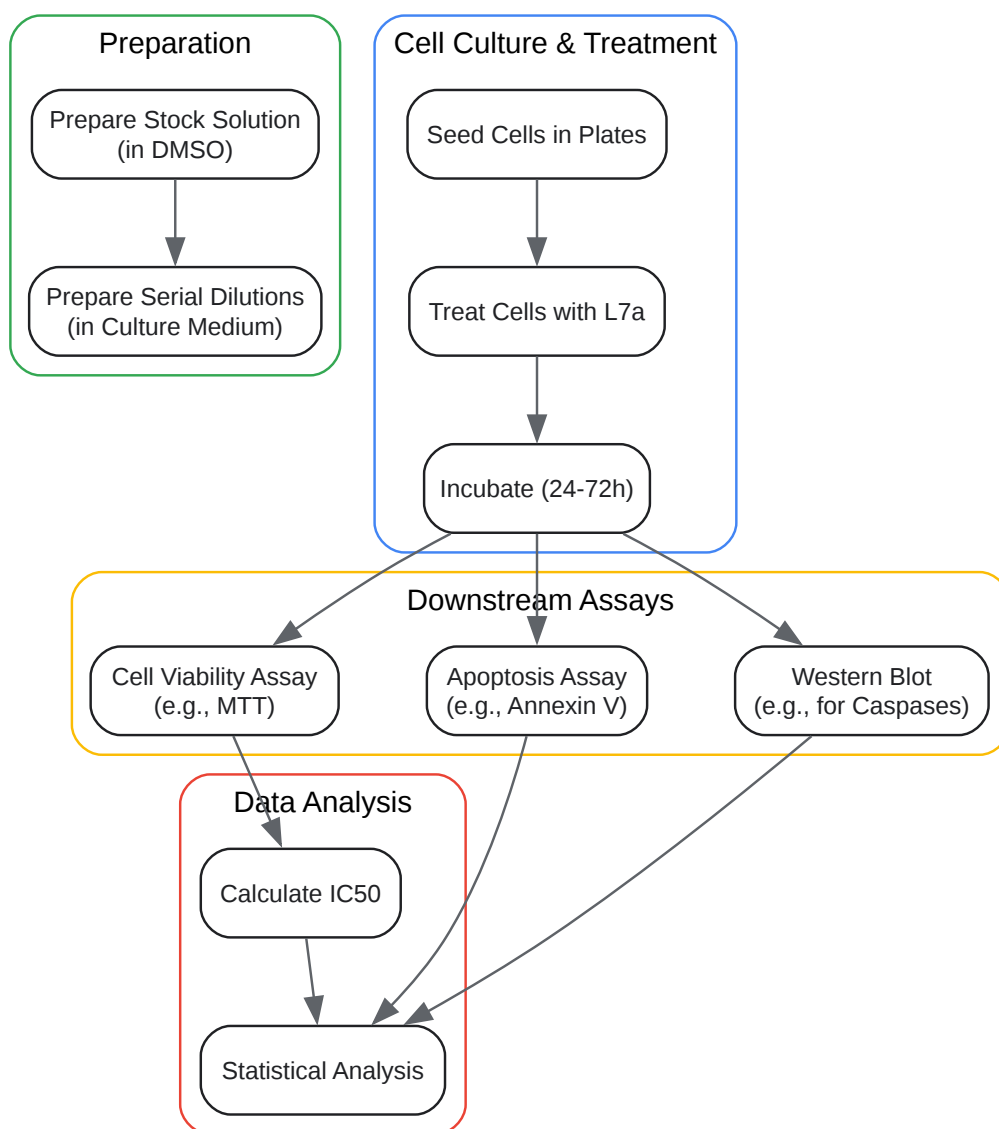 Preparation
Prepare Stock Solution
(in DMSO)
Prepare Serial Dilutions
(in Culture Medium)
Cell Culture & Treatment
Seed Cells in Plates
Treat Cells with L7a
Incubate (24-72h)
Downstream Assays
Cell Viability Assay
(e.g., MTT)
Apoptosis Assay
(e.g., Annexin V)
Western Blot
(e.g., for Caspases)
Data Analysis
Calculate IC50
Statistical Analysis